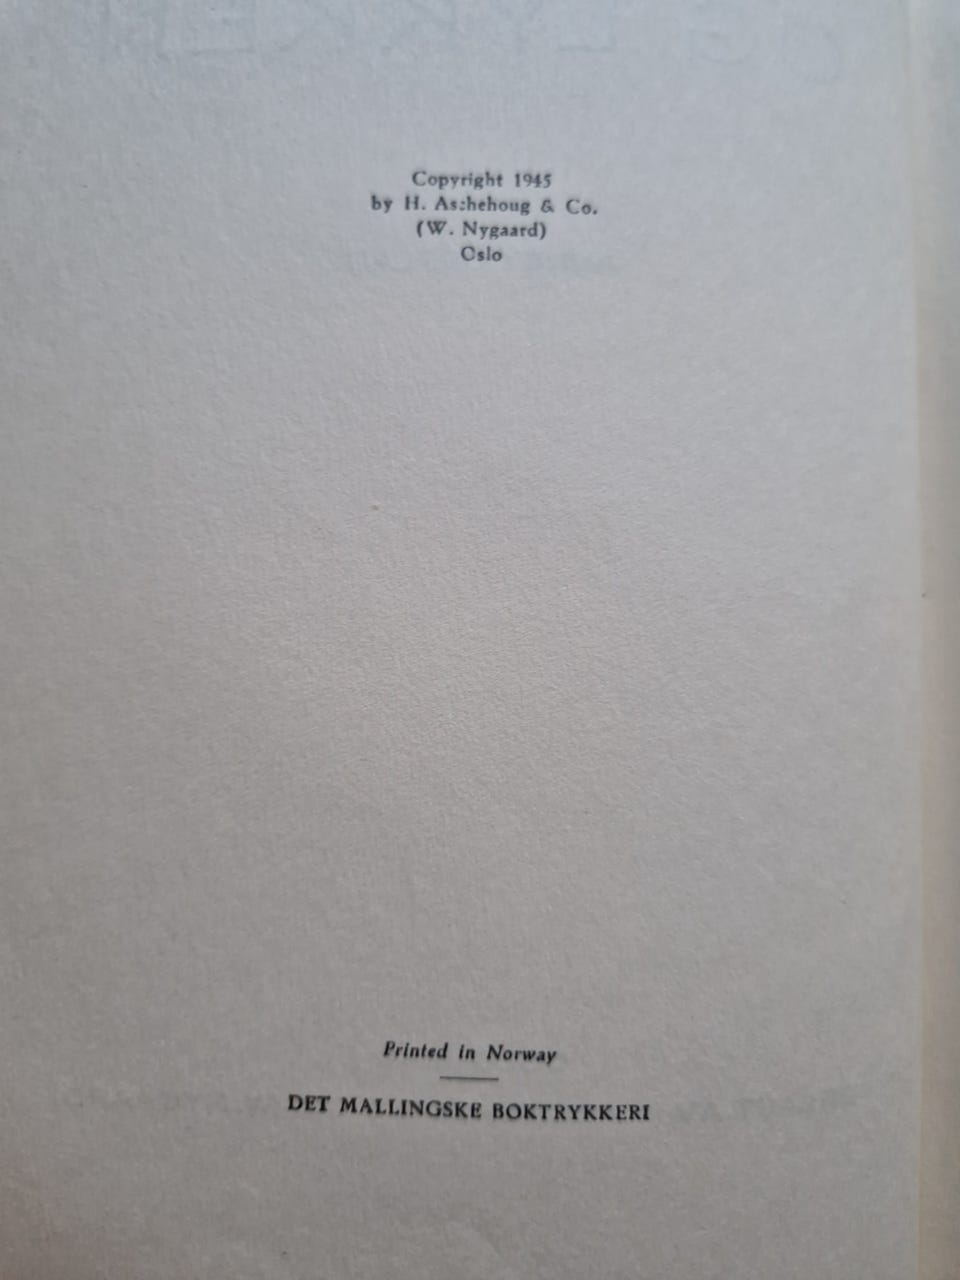 Copyright 1945
by H. Aschehoug & Co.
(W. Nygaard)
Oslo
Printed in Norway
DET MALLINGSKE BOKTRYKKERI